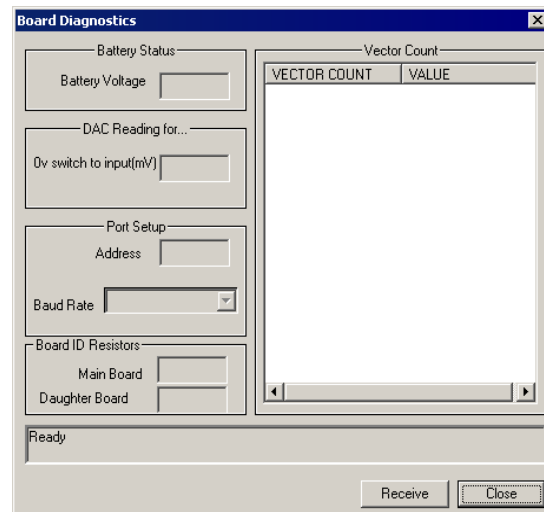 Board Diagnostics
Battery Status
Battery Voltage
DAC Reading for...
0v switch to input(mV)
Port Setup
Address
Baud Rate
Board ID Resistors
Main Board
Daughter Board
Vector Count
VECTOR COUNT VALUE
Ready
Receive Close